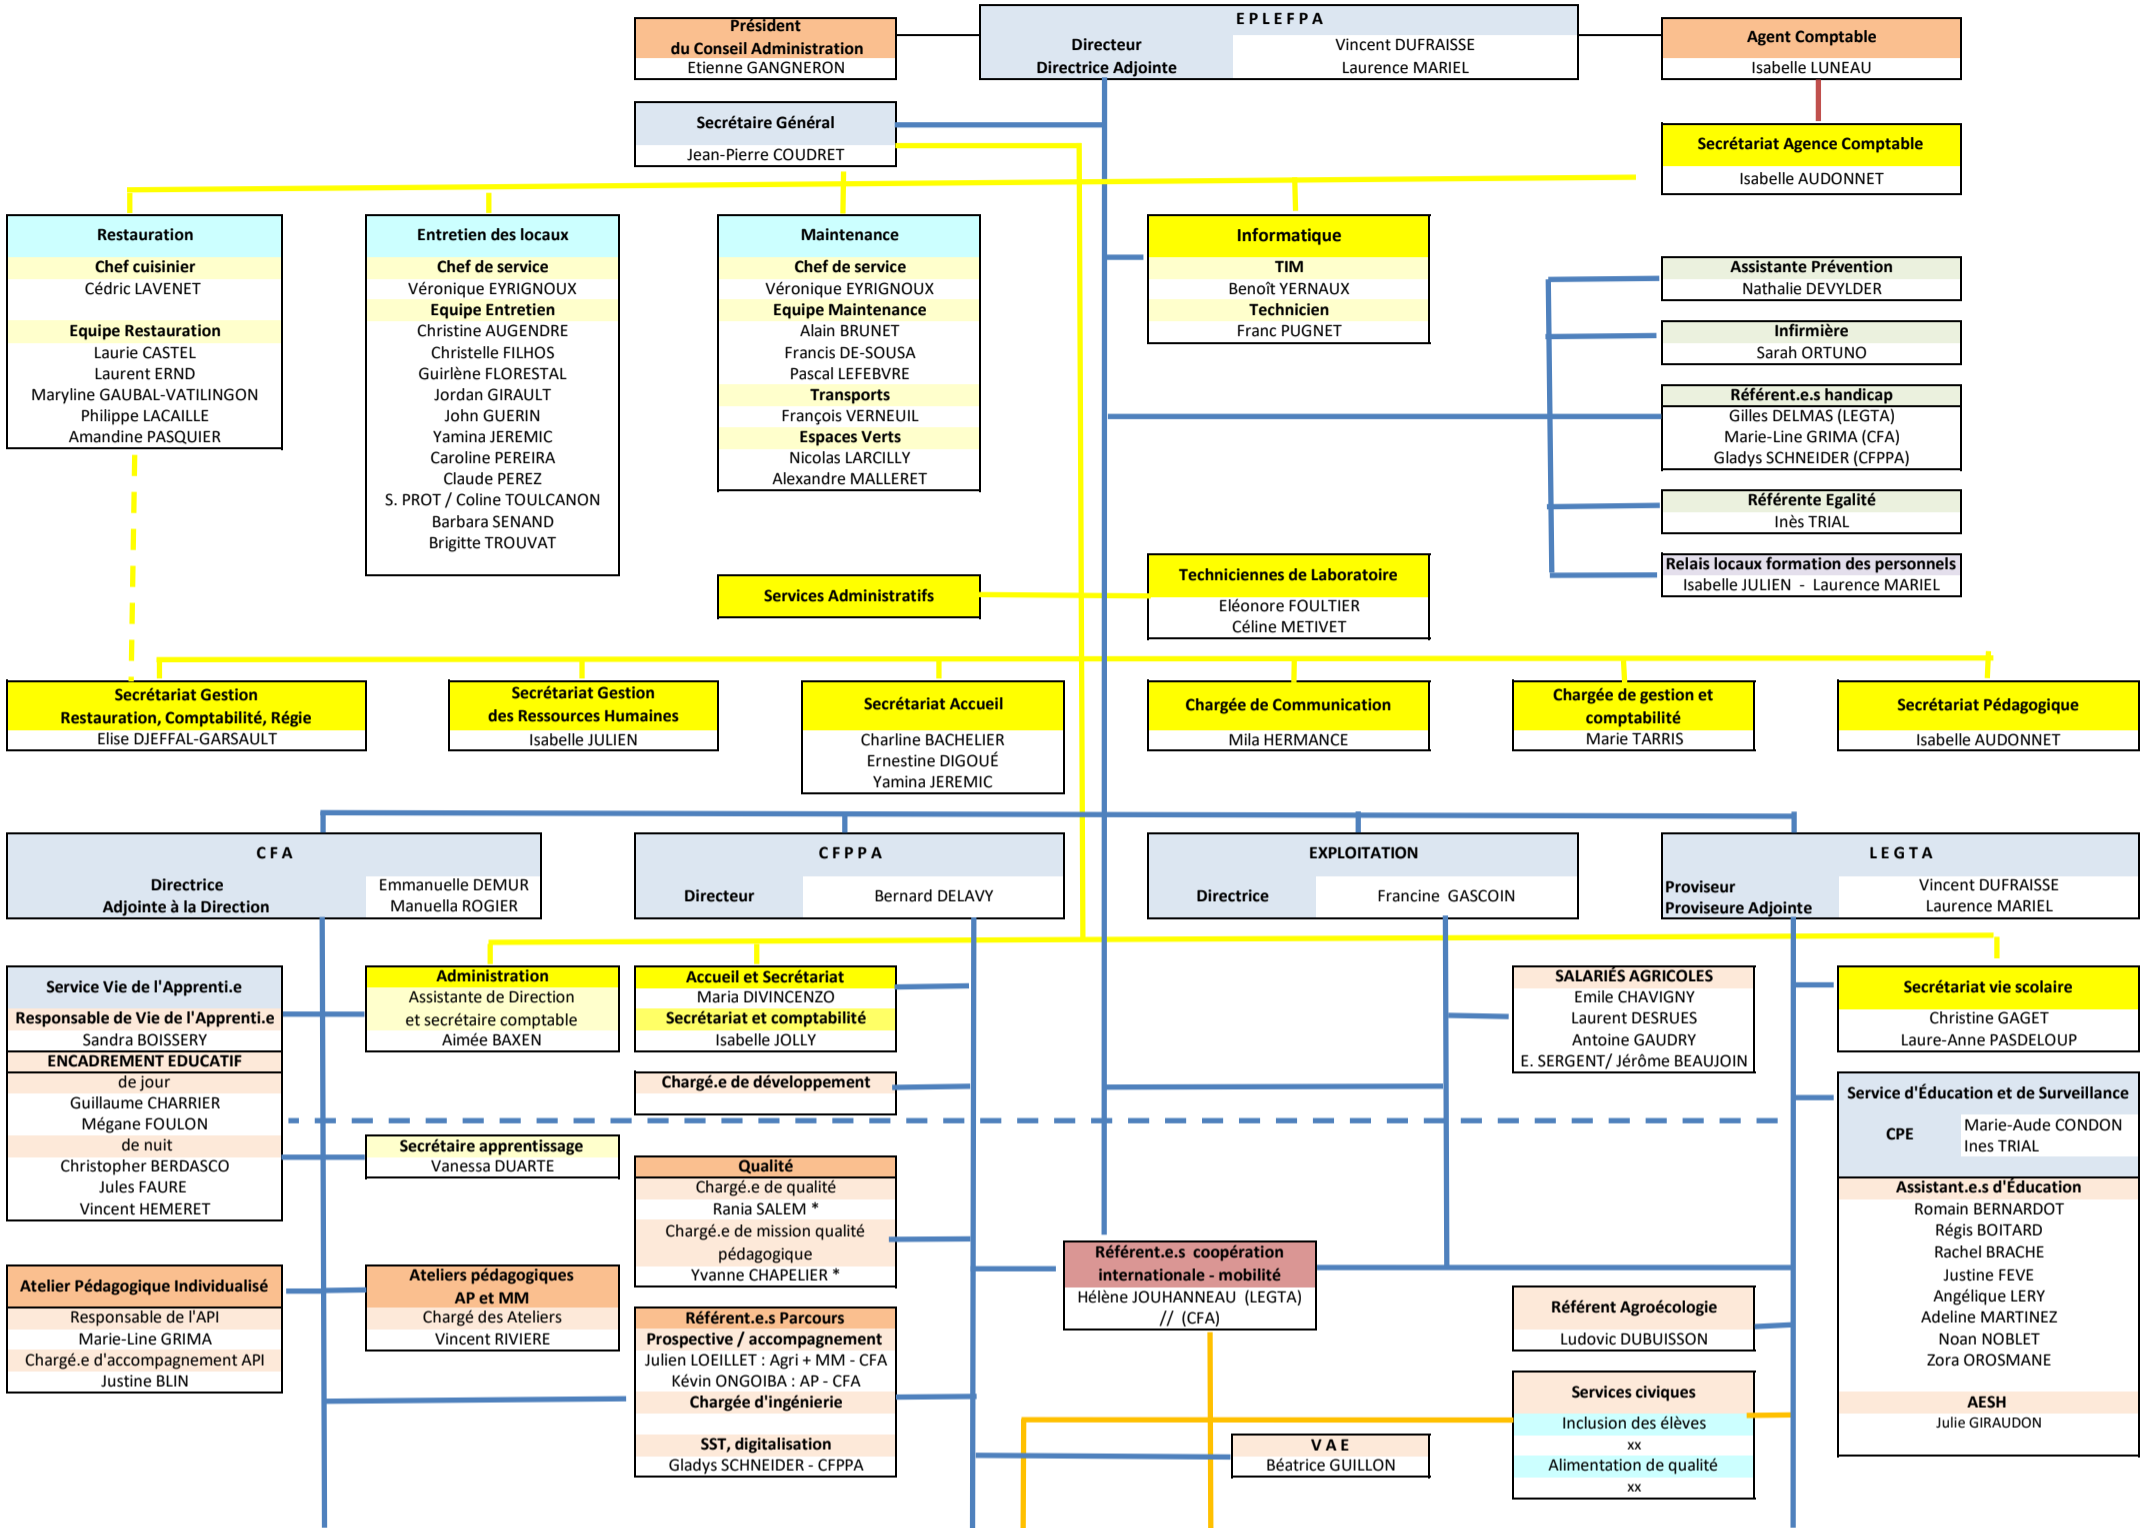 Président
du Conseil Administration
Etienne GANGNERON
E P L E F P A
Directeur
Vincent DUFRAISSE
Directrice Adjointe
Laurence MARIEL
Agent Comptable
Isabelle LUNEAU
Secrétaire Général
Jean-Pierre COUDRET
Secrétariat Agence Comptable
Isabelle AUDONNET
Restauration
Chef cuisinier
Cédric LAVENET
Equipe Restauration
Laurie CASTEL
Laurent ERND
Maryline GAUBAL-VATILINGON
Philippe LACAILLE
Amandine PASQUIER
Entretien des locaux
Chef de service
Véronique EYRIGNOUX
Equipe Entretien
Christine AUGENDRE
Christelle FILHOS
Guirlène FLORESTAL
Jordan GIRAULT
John GUERIN
Yamina JEREMIC
Caroline PEREIRA
Claude PEREZ
S. PROT / Coline TOULCANON
Barbara SENAND
Brigitte TROUVAT
Maintenance
Chef de service
Véronique EYRIGNOUX
Equipe Maintenance
Alain BRUNET
Francis DE-SOUSA
Pascal LEFEBVRE
Transports
François VERNEUIL
Espaces Verts
Nicolas LARCILLY
Alexandre MALLERET
Informatique
TIM
Benoît YERNAUX
Technicien
Franc PUGNET
Assistante Prévention
Nathalie DEVYLDER
Infirmière
Sarah ORTUNO
Référent.e.s handicap
Gilles DELMAS (LEGTA)
Marie-Line GRIMA (CFA)
Gladys SCHNEIDER (CFPPA)
Référente Egalité
Inès TRIAL
Relais locaux formation des personnels
Isabelle JULIEN - Laurence MARIEL
Services Administratifs
Techniciennes de Laboratoire
Eléonore FOULTIER
Céline METIVET
Secrétariat Gestion
Restauration, Comptabilité, Régie
Elise DJEFFAL-GARSAULT
Secrétariat Gestion
des Ressources Humaines
Isabelle JULIEN
Secrétariat Accueil
Charline BACHELIER
Ernestine DIGOUÉ
Yamina JEREMIC
Chargée de Communication
Mila HERMANCE
Chargée de gestion et
comptabilité
Marie TARRIS
Secrétariat Pédagogique
Isabelle AUDONNET
C F A
Directrice
Emmanuelle DEMUR
Adjointe à la Direction
Manuella ROGIER
C F P P A
Directeur
Bernard DELAVY
EXPLOITATION
Directrice
Francine GASCOIN
L E G T A
Proviseur
Vincent DUFRAISSE
Proviseure Adjointe
Laurence MARIEL
Service Vie de l'Apprenti.e
Responsable de Vie de l'Apprenti.e
Sandra BOISSERY
ENCADREMENT EDUCATIF
de jour
Guillaume CHARRIER
Mégane FOULON
de nuit
Christopher BERDASCO
Jules FAURE
Vincent HEMERET
Administration
Assistante de Direction
et secrétaire comptable
Aimée BAXEN
Secrétaire apprentissage
Vanessa DUARTE
Accueil et Secrétariat
Maria DIVINCENZO
Secrétariat et comptabilité
Isabelle JOLLY
Chargé.e de développement
Qualité
Chargé.e de qualité
Rania SALEM *
Chargé.e de mission qualité
pédagogique
Yvanne CHAPELIER *
SALARIÉS AGRICOLES
Emile CHAVIGNY
Laurent DESRUES
Antoine GAUDRY
E. SERGENT/ Jérôme BEAUJOIN
Secrétariat vie scolaire
Christine GAGET
Laure-Anne PASDELOUP
Service d'Éducation et de Surveillance
CPE
Marie-Aude CONDON
Ines TRIAL
Assistant.e.s d'Éducation
Romain BERNARDOT
Régis BOITARD
Rachel BRACHE
Justine FEVE
Angélique LERY
Adeline MARTINEZ
Noan NOBLET
Zora OROSMANE
AESH
Julie GIRAUDON
Atelier Pédagogique Individualisé
Responsable de l'API
Marie-Line GRIMA
Chargé.e d'accompagnement API
Justine BLIN
Ateliers pédagogiques
AP et MM
Chargé des Ateliers
Vincent RIVIERE
Référent.e.s Parcours
Prospective / accompagnement
Julien LOEILLET : Agri + MM - CFA
Kévin ONGOIBA : AP - CFA
Chargée d'ingénierie
SST, digitalisation
Gladys SCHNEIDER - CFPPA
Référent.e.s coopération
internationale - mobilité
Hélène JOUHANNEAU (LEGTA)
// (CFA)
V A E
Béatrice GUILLON
Référent Agroécologie
Ludovic DUBUISSON
Services civiques
Inclusion des élèves
xx
Alimentation de qualité
xx